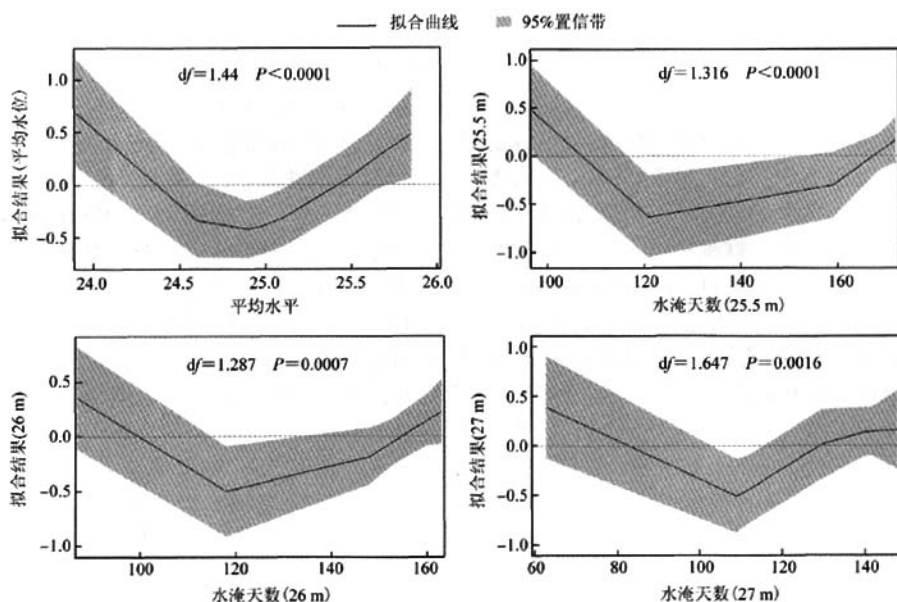 拟合曲线 95%置信带
df=1.44 P<0.0001
拟合结果(平均水位)
1.0
0.5
0.0
-0.5
24.0 24.5 25.0 25.5 26.0
平均水平
df=1.316 P<0.0001
拟合结果(25.5 m)
1.0
0.5
0.0
-0.5
-1.0
100 120 140 160
水淹天数(25.5 m)
df=1.287 P=0.0007
拟合结果(26 m)
0.5
0.0
-0.5
-1.0
100 120 140 160
水淹天数(26 m)
df=1.647 P=0.0016
拟合结果(27 m)
1.0
0.5
0.0
-0.5
-1.0
60 80 100 120 140
水淹天数(27 m)